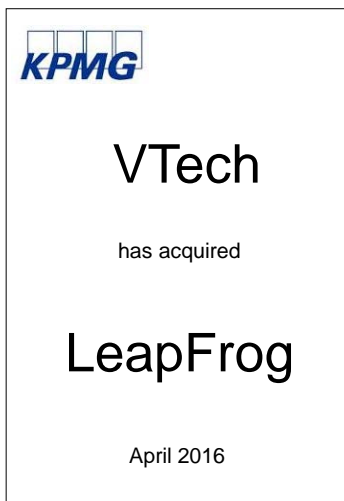 KPMG
VTech
has acquired
LeapFrog
April 2016